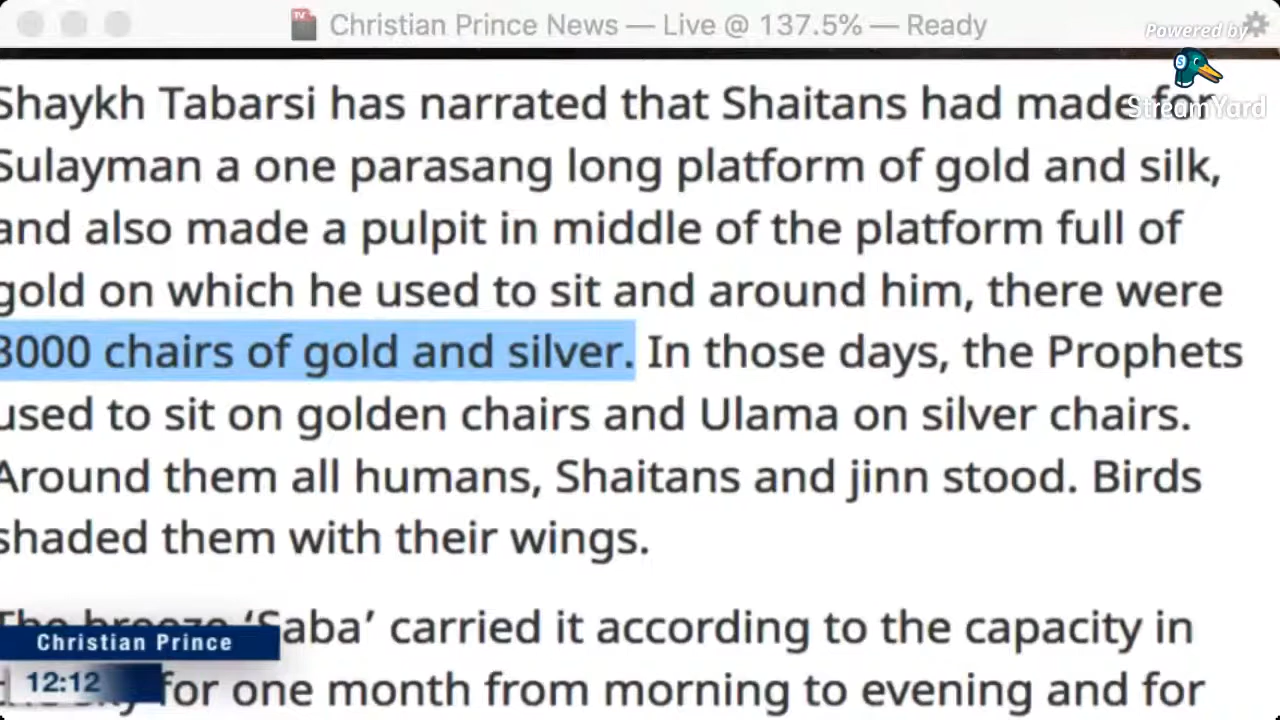 Christian Prince News — Live @ 137.5% — Ready
Powered by
StreamYard
Shaykh Tabarsi has narrated that Shaitans had made for
Sulayman a one parasang long platform of gold and silk,
and also made a pulpit in middle of the platform full of
gold on which he used to sit and around him, there were
3000 chairs of gold and silver. In those days, the Prophets
used to sit on golden chairs and Ulama on silver chairs.
Around them all humans, Shaitans and jinn stood. Birds
shaded them with their wings.
The breeze ‘Saba’ carried it according to the capacity in
sky for one month from morning to evening and for
Christian Prince
12:12